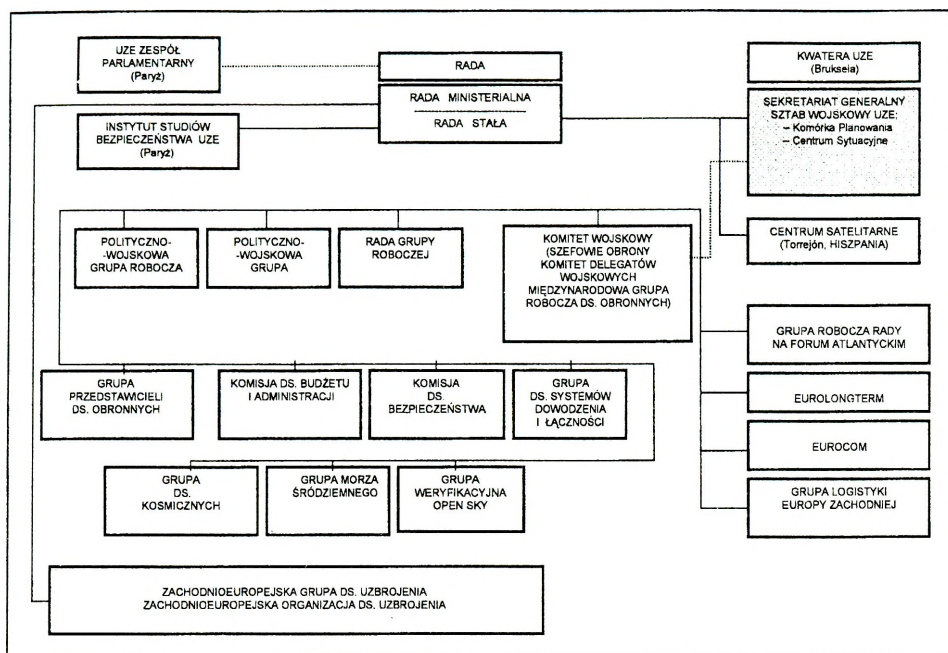 UZE ZESPÓŁ
PARLAMENTARNY
(Paryż)
RADA
KWATERA UZE
(Bruksela)
RADA MINISTERIALNA
RADA STAŁA
INSTYTUT STUDIÓW
BEZPIECZEŃSTWA UZE
(Paryż)
SEKRETARIAT GENERALNY
SZTAB WOJSKOWY UZE:
– Komórka Planowania
– Centrum Sytuacyjne
CENTRUM SATELITARNE
(Torrejón, HISZPANIA)
POLITYCZNO-
-WOJSKOWA
GRUPA ROBOCZA
POLITYCZNO-
-WOJSKOWA
GRUPA
RADA GRUPY
ROBOCZEJ
KOMITET WOJSKOWY
(SZEFOWIE OBRONY
KOMITET DELEGATÓW
WOJSKOWYCH
MIĘDZYNARODOWA GRUPA
ROBOCZA DS. OBRONNYCH)
GRUPA ROBOCZA RADY
NA FORUM ATLANTYCKIM
GRUPA
PRZEDSTAWICIELI
DS. OBRONNYCH
KOMISJA DS. BUDŻETU
I ADMINISTRACJI
KOMISJA
DS.
BEZPIECZEŃSTWA
GRUPA
DS. SYSTEMÓW
DOWODZENIA
I ŁĄCZNOŚCI
EUROLONGTERM
EUROCOM
GRUPA
DS.
KOSMICZNYCH
GRUPA MORZA
ŚRÓDZIEMNEGO
GRUPA
WERYFIKACYJNA
OPEN SKY
GRUPA LOGISTYKI
EUROPY ZACHODNIEJ
ZACHODNIOEUROPEJSKA GRUPA DS. UZBROJENIA
ZACHODNIOEUROPEJSKA ORGANIZACJA DS. UZBROJENIA